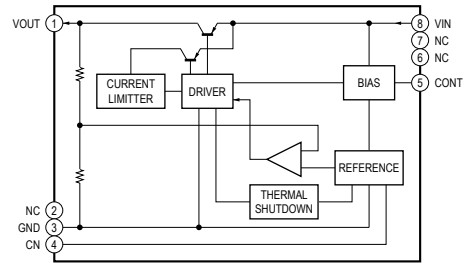 VOUT 1
8 VIN
7 NC
6 NC
5 CONT
CURRENT
LIMITTER
DRIVER
BIAS
REFERENCE
THERMAL
SHUTDOWN
NC 2
GND 3
CN 4